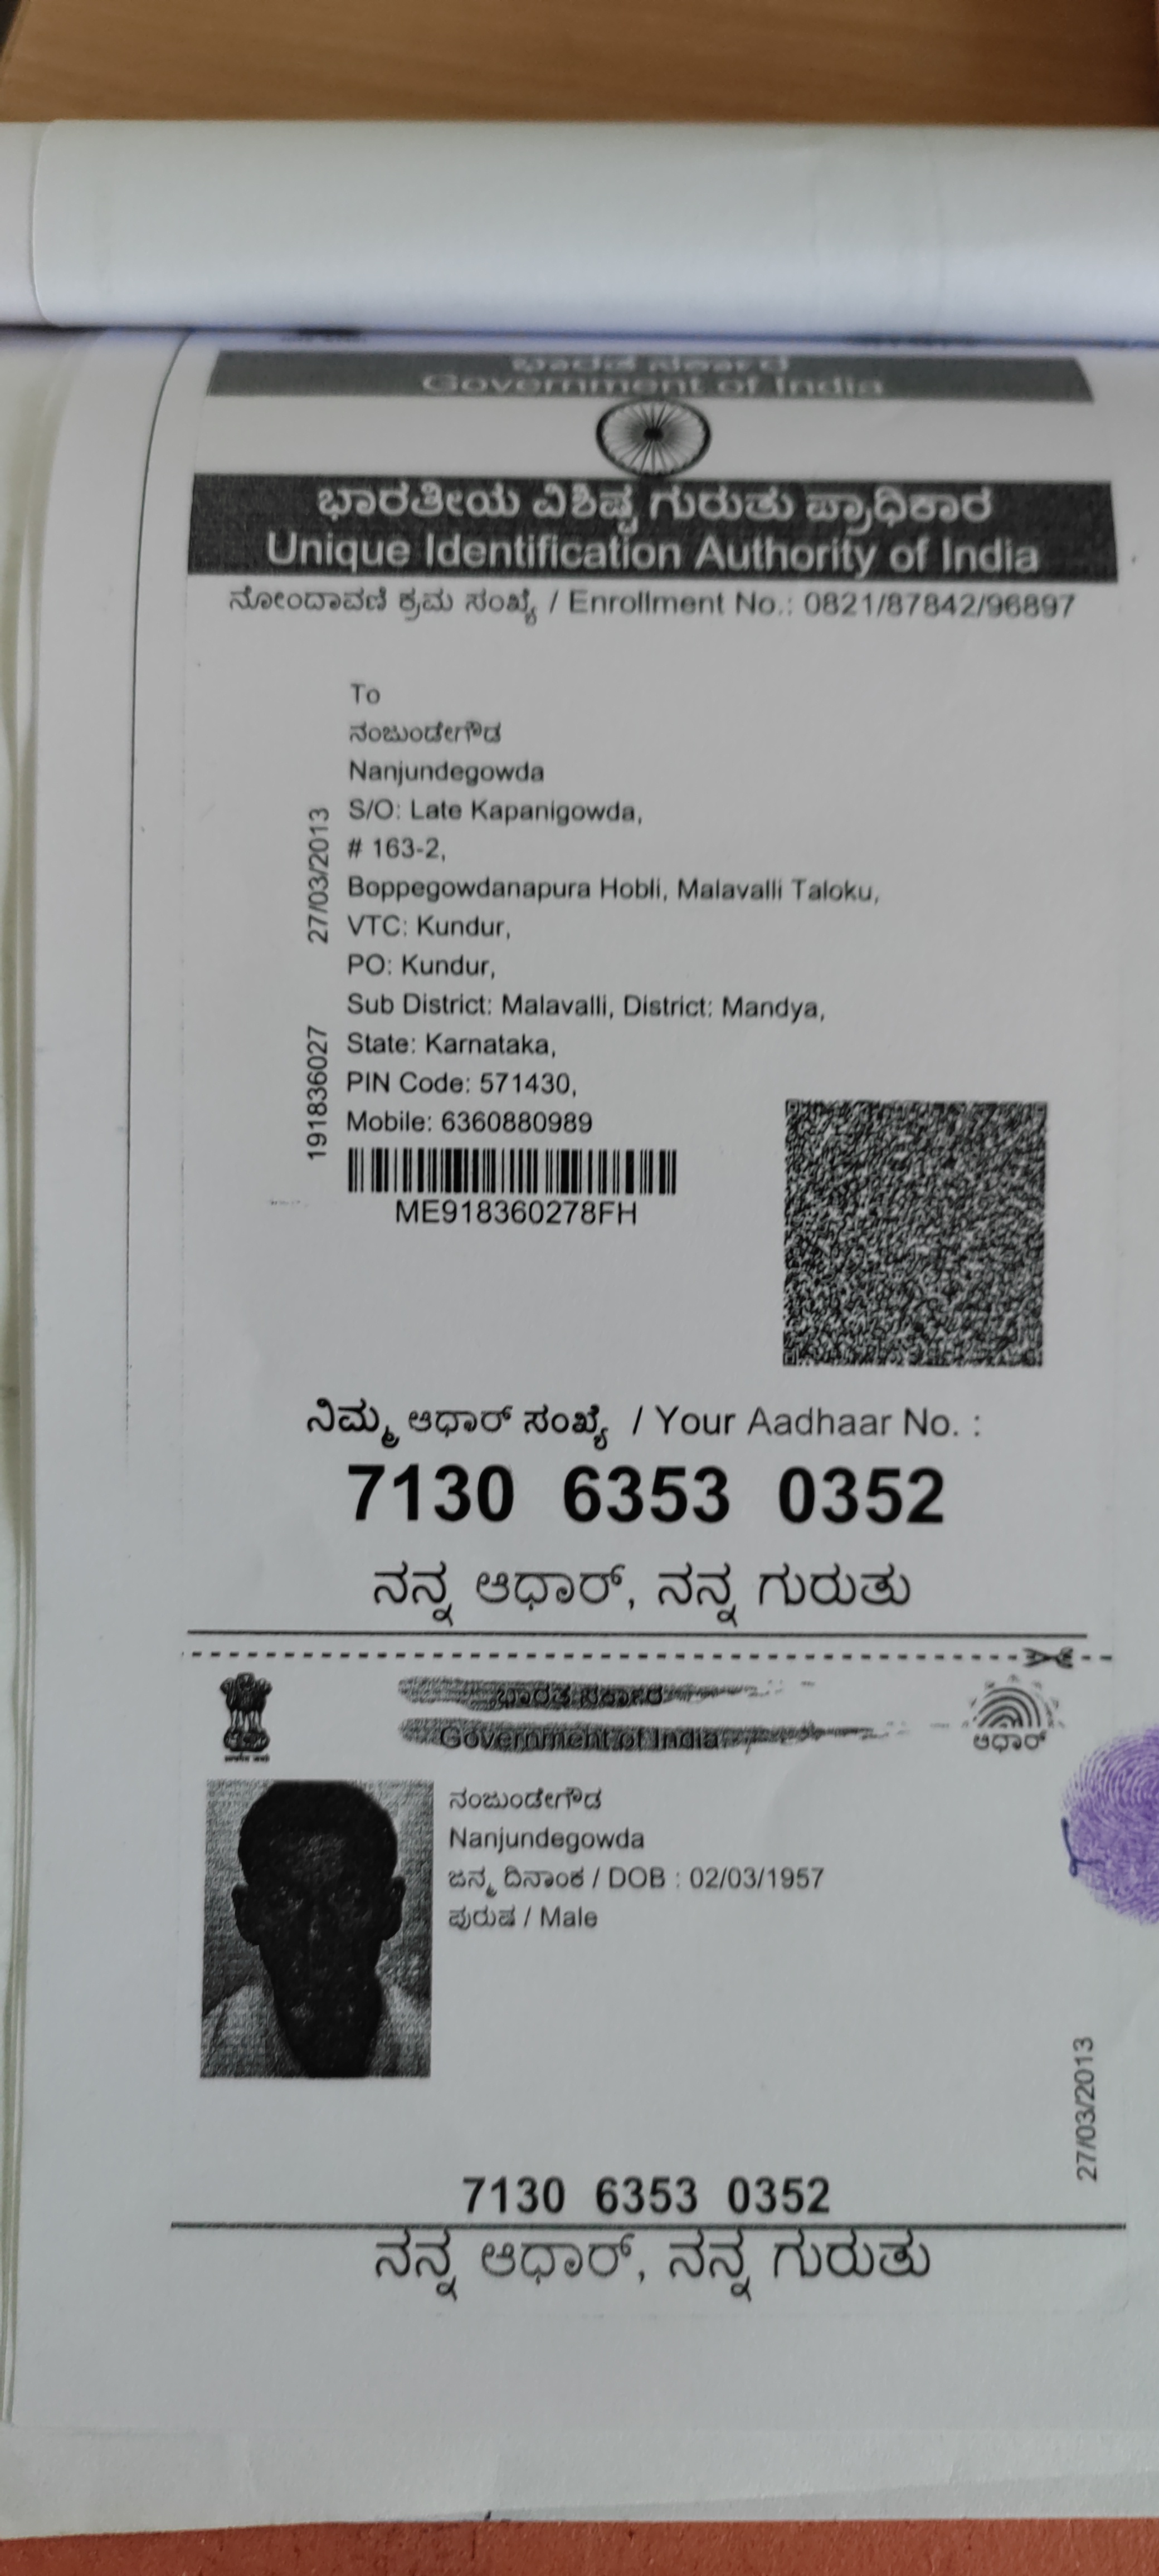 ಭಾರತ ಸರ್ಕಾರ
Government of India
ಭಾರತೀಯ ವಿಶಿಷ್ಟ ಗುರುತು ಪ್ರಾಧಿಕಾರ
Unique Identification Authority of India
ನೋಂದಾವಣಿ ಕ್ರಮ ಸಂಖ್ಯೆ / Enrollment No.: 0821/87842/96897
To
ನಂಜುಂಡೇಗೌಡ
Nanjundegowda
S/O: Late Kapanigowda,
# 163-2,
Boppegowdanapura Hobli, Malavalli Taloku,
VTC: Kundur,
PO: Kundur,
Sub District: Malavalli, District: Mandya,
State: Karnataka,
PIN Code: 571430,
Mobile: 6360880989
27/03/2013
191836027
ME918360278FH
ನಿಮ್ಮ ಆಧಾರ್ ಸಂಖ್ಯೆ / Your Aadhaar No. :
7130 6353 0352
ನನ್ನ ಆಧಾರ್, ನನ್ನ ಗುರುತು
ಭಾರತ ಸರ್ಕಾರ
Government of India
ಆಧಾರ್
ನಂಜುಂಡೇಗೌಡ
Nanjundegowda
ಜನ್ಮ ದಿನಾಂಕ / DOB : 02/03/1957
ಪುರುಷ / Male
27/03/2013
7130 6353 0352
ನನ್ನ ಆಧಾರ್, ನನ್ನ ಗುರುತು